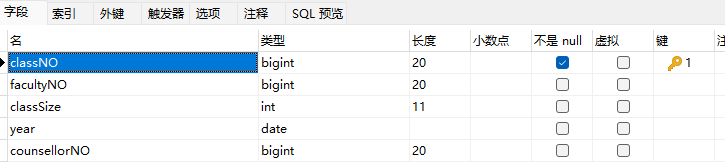 字段 索引 外键 触发器 选项 注释 SQL 预览
名 类型 长度 小数点 不是 null 虚拟 键 注
classNO bigint 20 1
facultyNO bigint 20
classSize int 11
year date
counsellorNO bigint 20